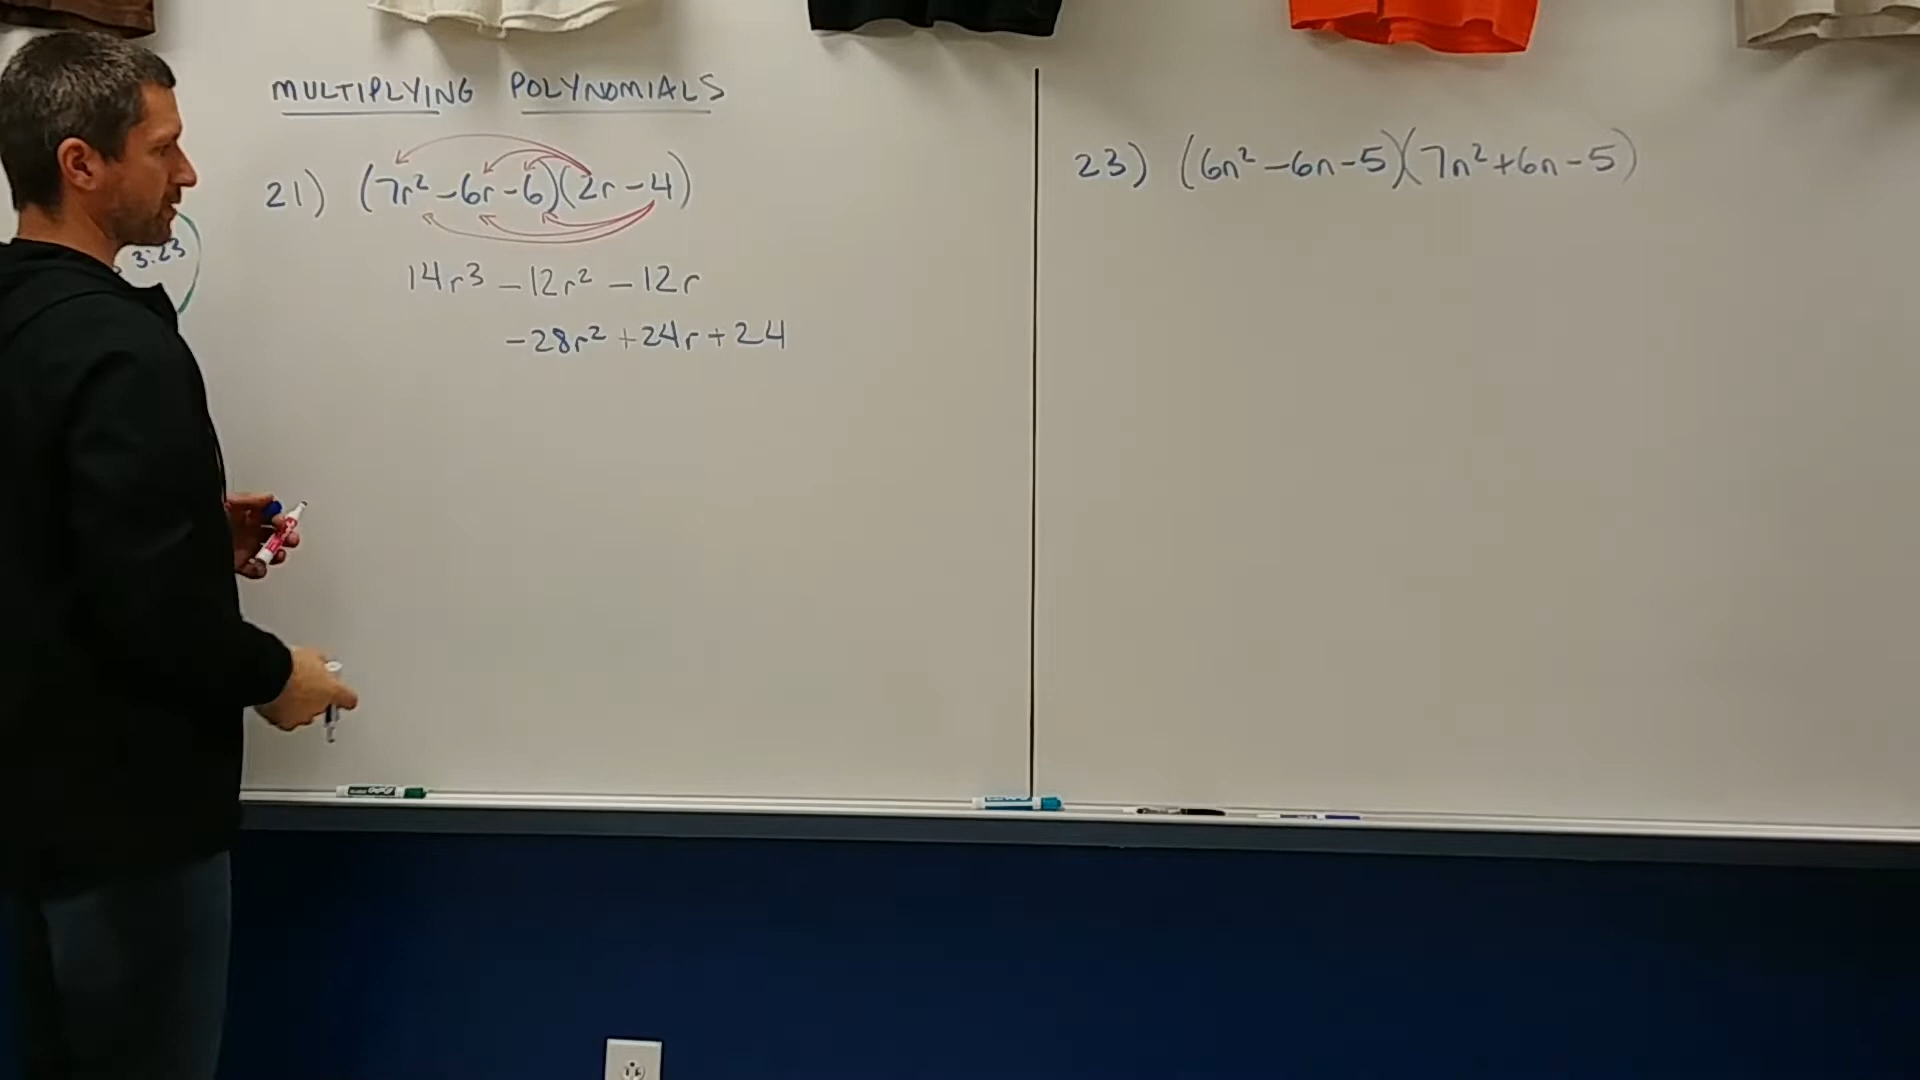 MULTIPLYING POLYNOMIALS
21) (7r² -6r -6)(2r -4)
3:23
14r³ -12r² -12r
-28r² +24r +24
23) (6n² -6n -5)(7n² +6n -5)